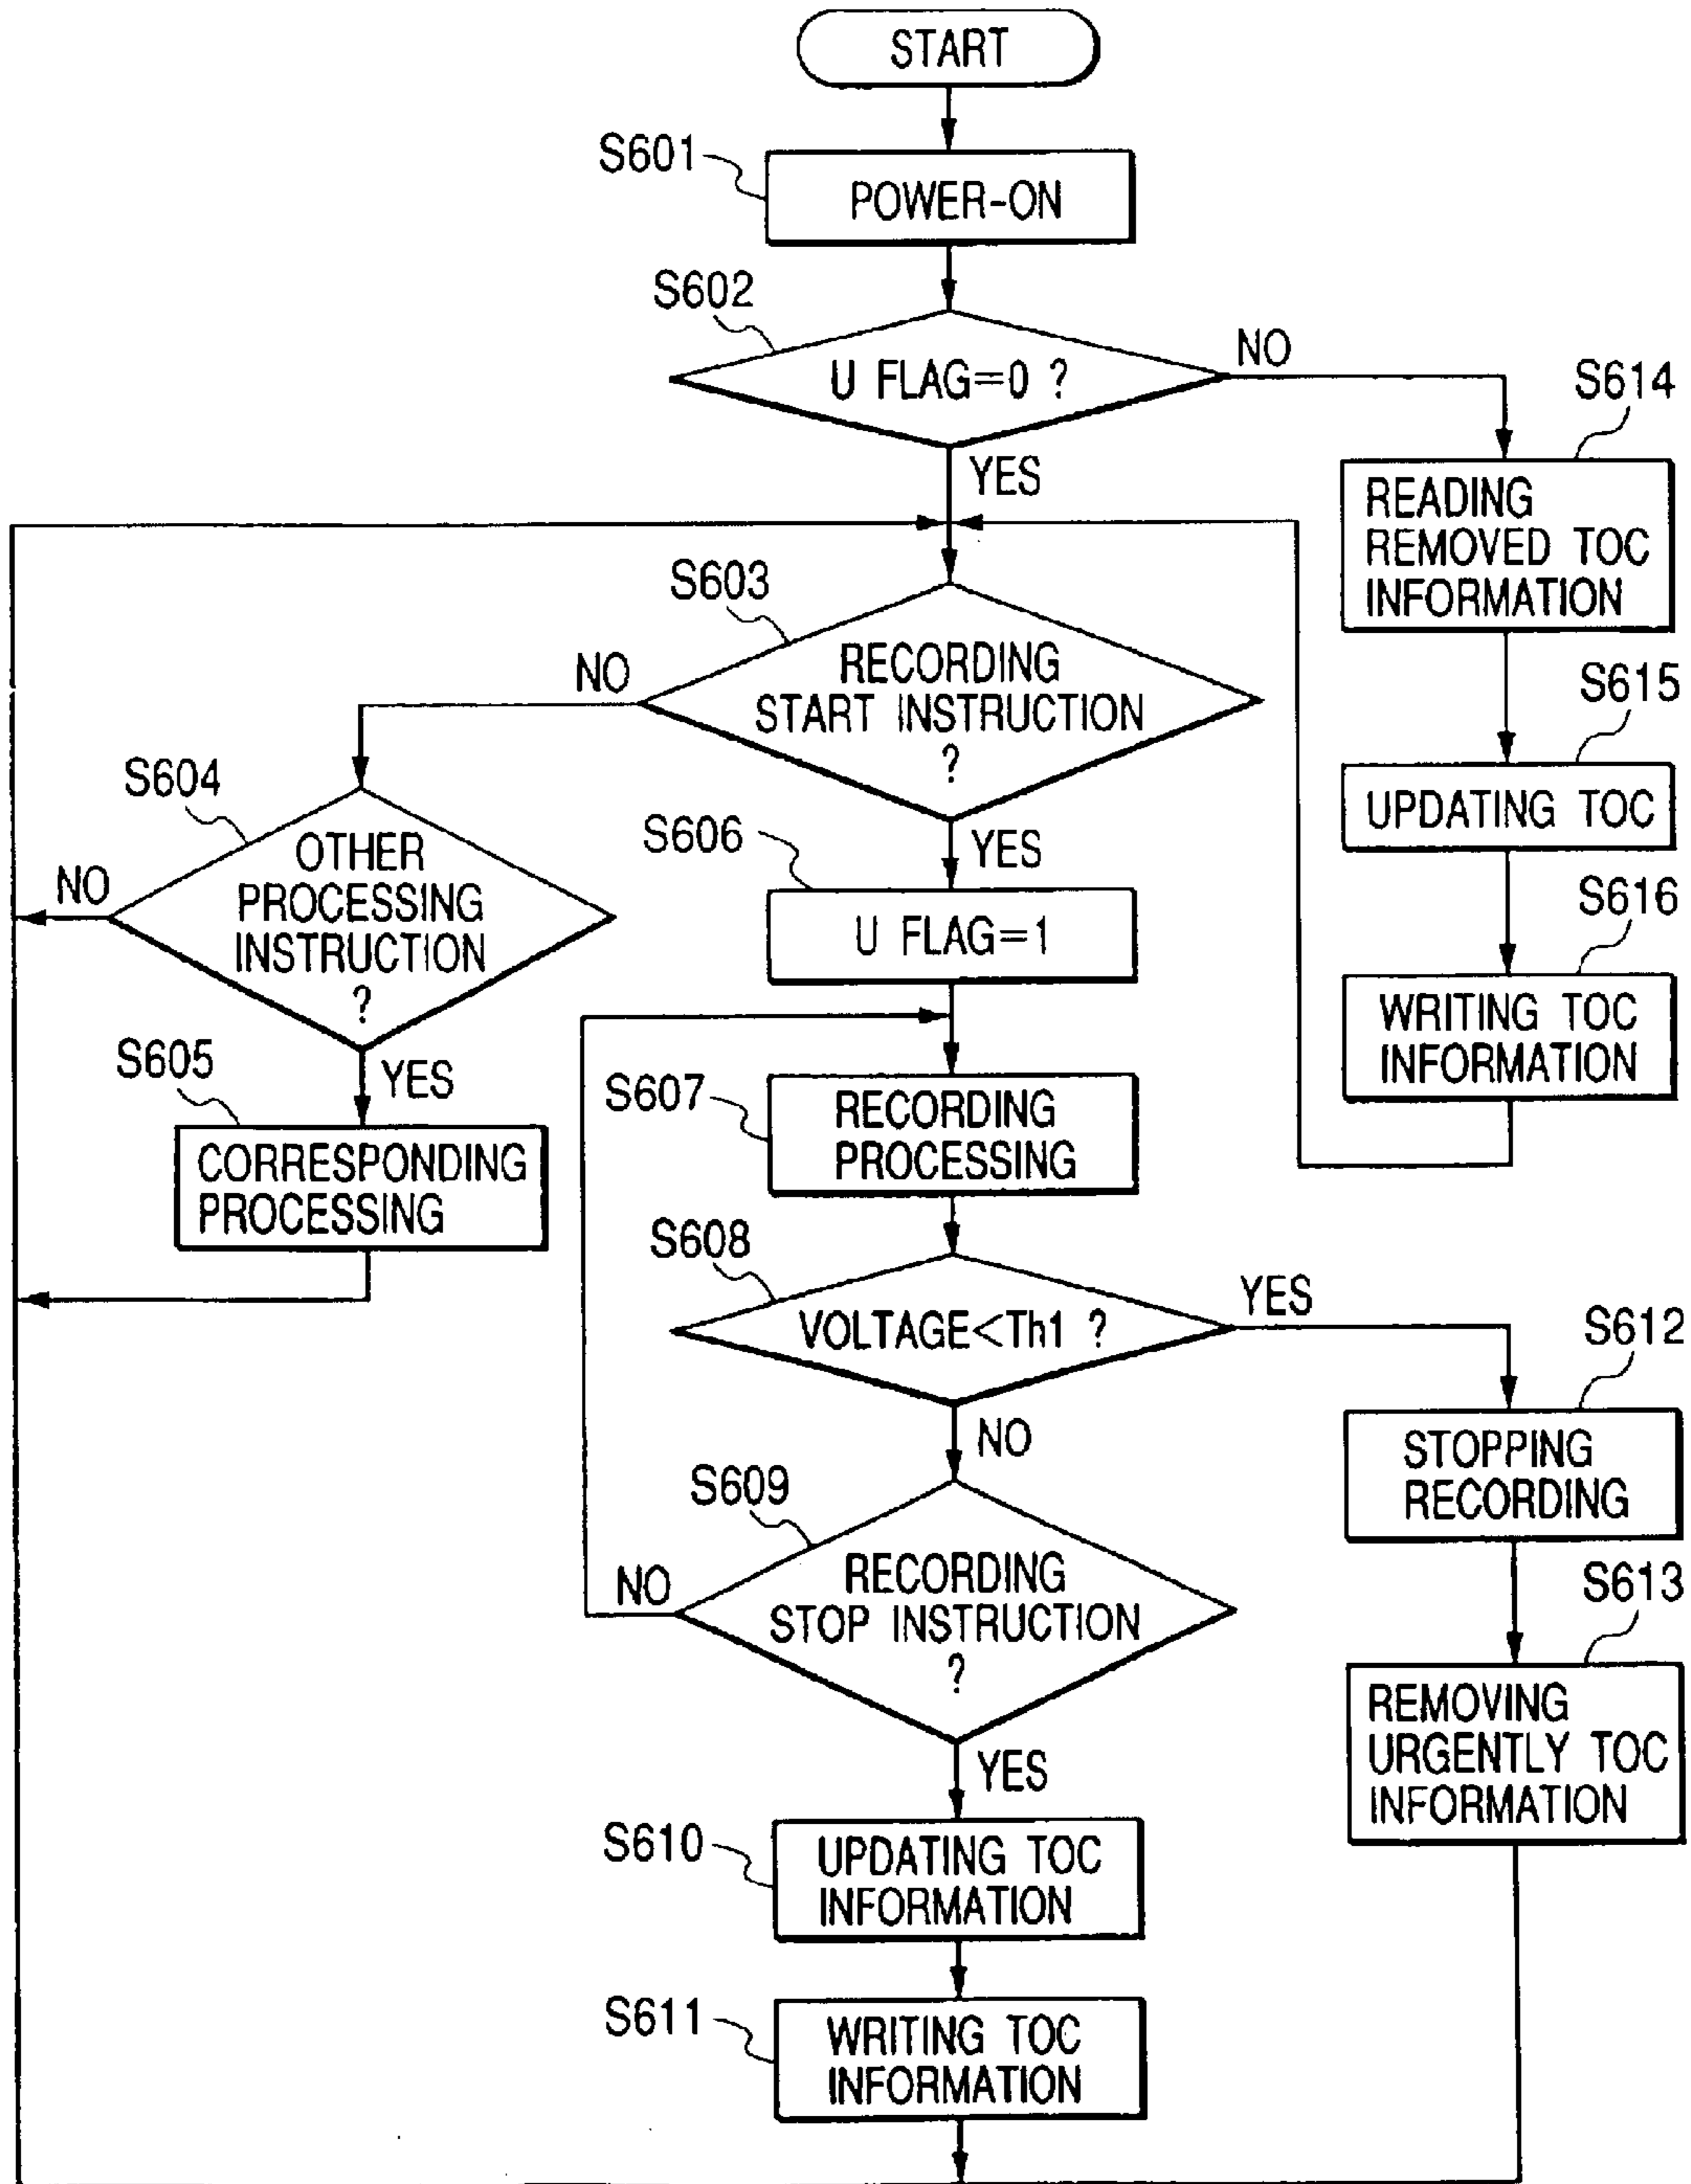 START
S601
POWER-ON
S602
U FLAG=0 ?
NO
YES
S614
READING
REMOVED TOC
INFORMATION
S603
RECORDING
START INSTRUCTION
?
NO
YES
S615
UPDATING TOC
S604
OTHER
PROCESSING
INSTRUCTION
?
NO
YES
S606
U FLAG=1
S616
WRITING TOC
INFORMATION
S605
CORRESPONDING
PROCESSING
S607
RECORDING
PROCESSING
S608
VOLTAGE<Th1 ?
YES
NO
S612
STOPPING
RECORDING
S609
RECORDING
STOP INSTRUCTION
?
NO
YES
S613
REMOVING
URGENTLY TOC
INFORMATION
S610
UPDATING TOC
INFORMATION
S611
WRITING TOC
INFORMATION